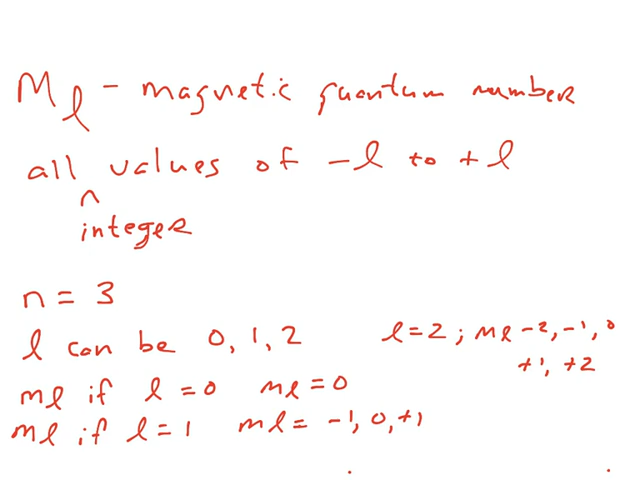 Ml - magnetic quantum number
all values of -l to +l
^
integer
n = 3
l can be 0, 1, 2
l=2; Ml -2, -1, 0
+1, +2
ml if l = 0 ml = 0
ml if l = 1 ml = -1, 0, +1